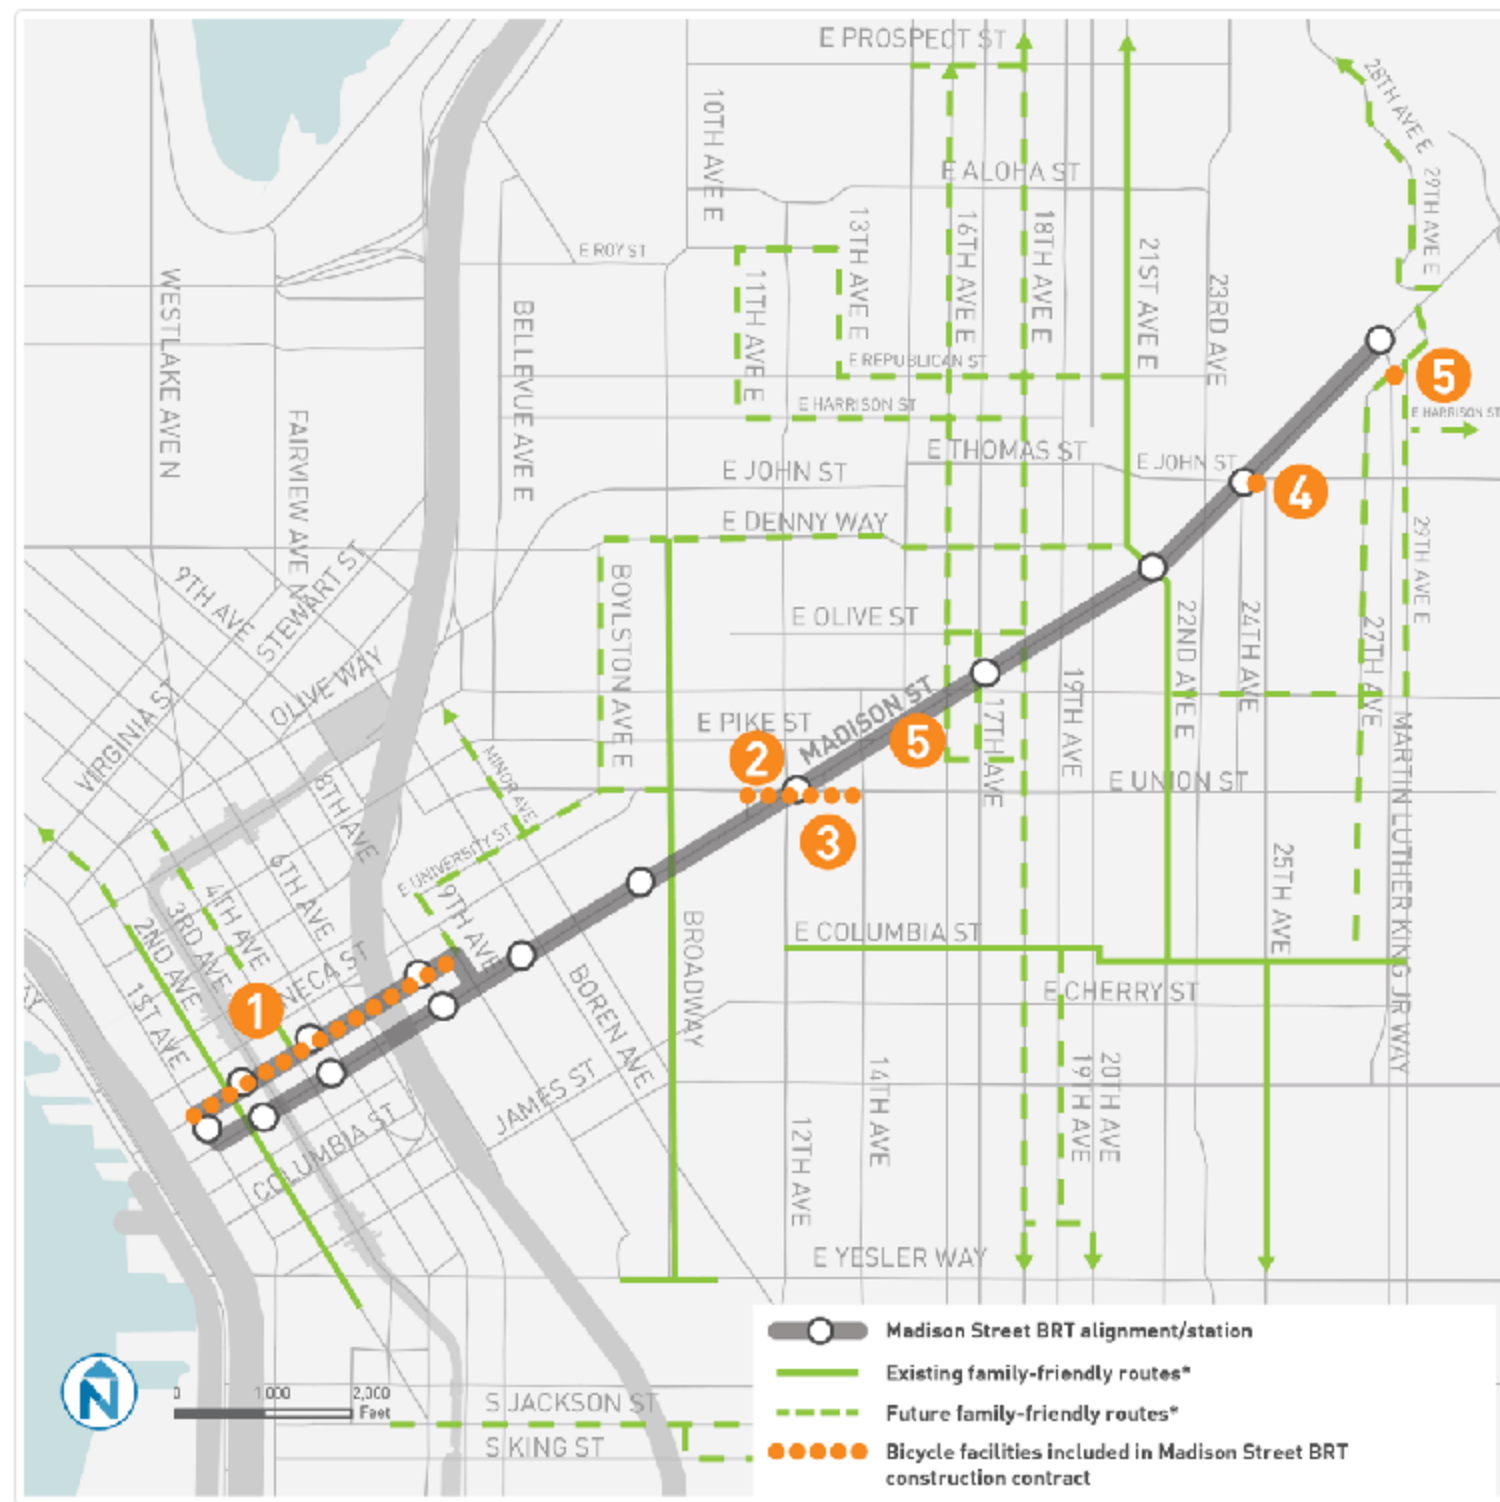 E PROSPECT ST
28TH AVE E
10TH AVE E
E ALOHA ST
29TH AVE E
13TH AVE E
16TH AVE E
18TH AVE E
21ST AVE E
E ROY ST
WESTLAKE AVE N
11TH AVE E
23RD AVE
BELLEVUE AVE E
E REPUBLICAN ST
5
E HARRISON ST
E HARRISON ST
FAIRVIEW AVE N
E THOMAS ST
E JOHN ST
E JOHN ST
4
E DENNY WAY
29TH AVE E
9TH AVE
STEWART ST
BOYLSTON AVE E
E OLIVE ST
22ND AVE E
24TH AVE
27TH AVE
OLIVE WAY
VIRGINIA ST
19TH AVE
MADISON ST
E PIKE ST
5
17TH AVE
MARTIN LUTHER KING JR WAY
2
MINOR AVE
8TH AVE
E UNION ST
3
E UNIVERSITY ST
6TH AVE
4TH AVE
3RD AVE
2ND AVE
9TH AVE
25TH AVE
BROADWAY
E COLUMBIA ST
NECA ST
1ST AVE
1
BOREN AVE
E CHERRY ST
JAMES ST
COLUMBIA ST
14TH AVE
19TH AVE
20TH AVE
12TH AVE
E YESLER WAY
Madison Street BRT alignment/station
Existing family-friendly routes*
Future family-friendly routes*
Bicycle facilities included in Madison Street BRT
construction contract
N
0 1,000 2,000
Feet
S JACKSON ST
S KING ST